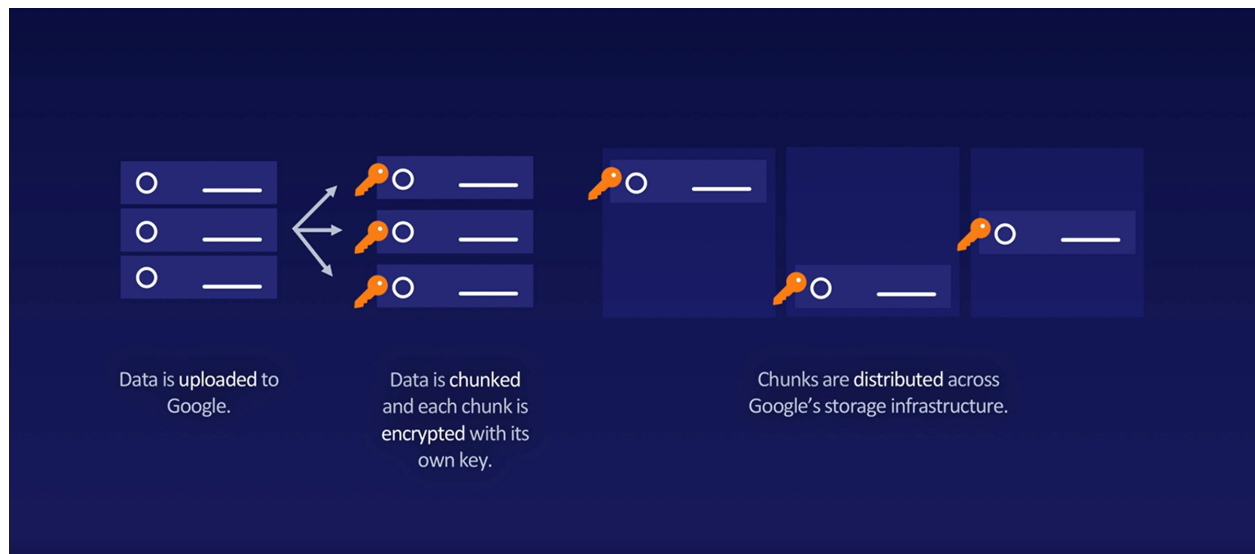 Data is uploaded to
Google.
Data is chunked
and each chunk is
encrypted with its
own key.
Chunks are distributed across
Google’s storage infrastructure.